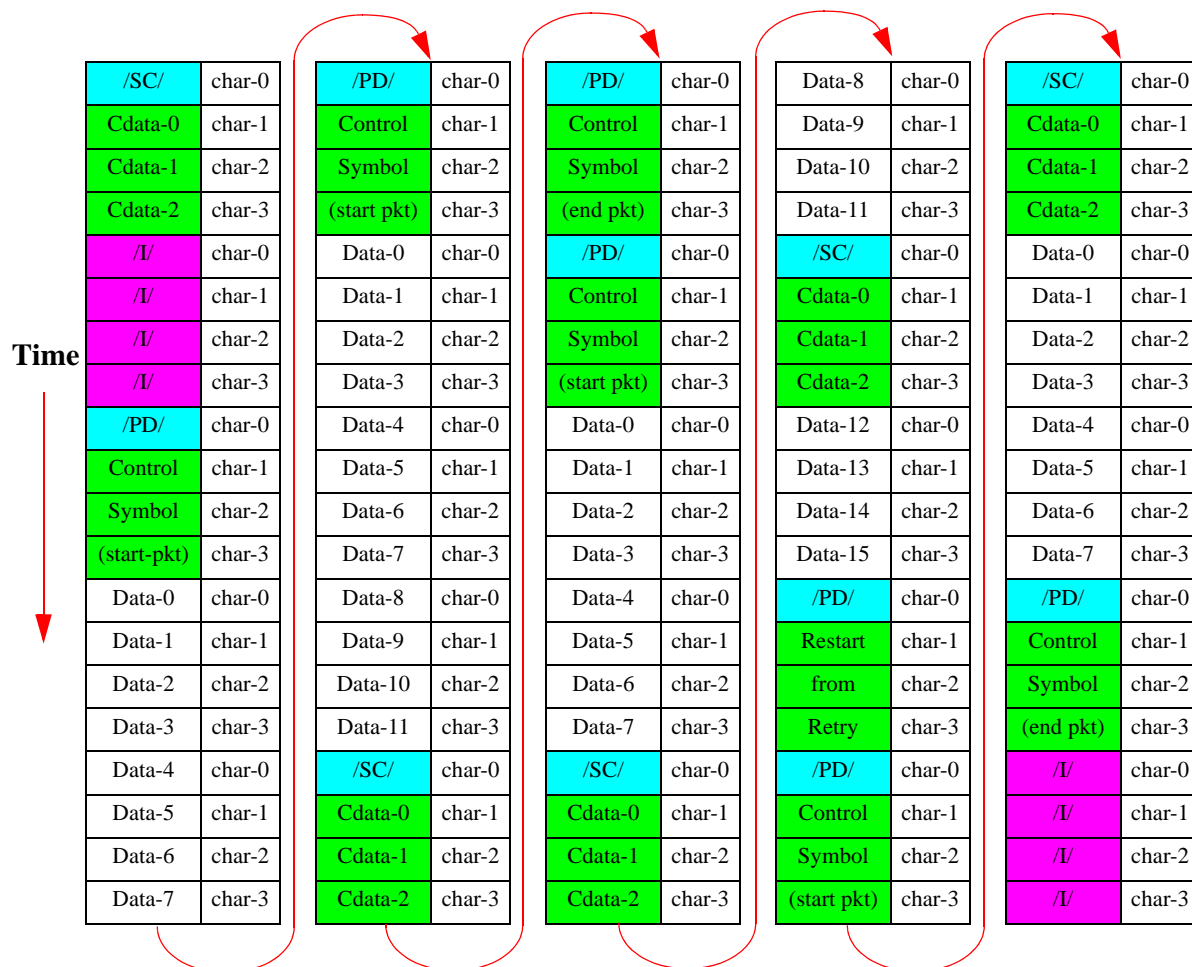 /SC/ char-0
Cdata-0 char-1
Cdata-1 char-2
Cdata-2 char-3
/I/ char-0
/I/ char-1
/I/ char-2
/I/ char-3
/PD/ char-0
Control char-1
Symbol char-2
(start-pkt) char-3
Data-0 char-0
Data-1 char-1
Data-2 char-2
Data-3 char-3
Data-4 char-0
Data-5 char-1
Data-6 char-2
Data-7 char-3
/PD/ char-0
Control char-1
Symbol char-2
(start pkt) char-3
Data-0 char-0
Data-1 char-1
Data-2 char-2
Data-3 char-3
Data-4 char-0
Data-5 char-1
Data-6 char-2
Data-7 char-3
Data-8 char-0
Data-9 char-1
Data-10 char-2
Data-11 char-3
/SC/ char-0
Cdata-0 char-1
Cdata-1 char-2
Cdata-2 char-3
/PD/ char-0
Control char-1
Symbol char-2
(end pkt) char-3
/PD/ char-0
Control char-1
Symbol char-2
(start pkt) char-3
Data-0 char-0
Data-1 char-1
Data-2 char-2
Data-3 char-3
Data-4 char-0
Data-5 char-1
Data-6 char-2
Data-7 char-3
/SC/ char-0
Cdata-0 char-1
Cdata-1 char-2
Cdata-2 char-3
Data-8 char-0
Data-9 char-1
Data-10 char-2
Data-11 char-3
/SC/ char-0
Cdata-0 char-1
Cdata-1 char-2
Cdata-2 char-3
Data-12 char-0
Data-13 char-1
Data-14 char-2
Data-15 char-3
/PD/ char-0
Restart char-1
from char-2
Retry char-3
/PD/ char-0
Control char-1
Symbol char-2
(start pkt) char-3
/SC/ char-0
Cdata-0 char-1
Cdata-1 char-2
Cdata-2 char-3
Data-0 char-0
Data-1 char-1
Data-2 char-2
Data-3 char-3
Data-4 char-0
Data-5 char-1
Data-6 char-2
Data-7 char-3
/PD/ char-0
Control char-1
Symbol char-2
(end pkt) char-3
/I/ char-0
/I/ char-1
/I/ char-2
/I/ char-3
Time